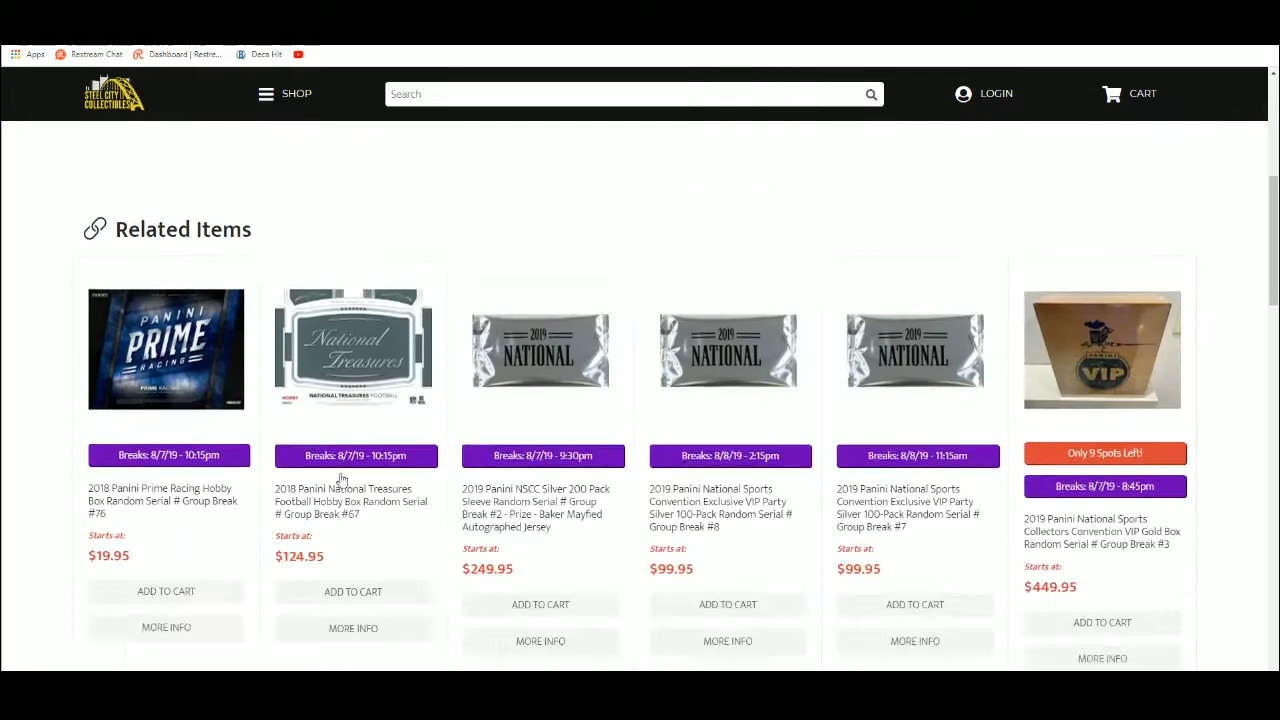 Apps Restream Chat Dashboard | Restre... Deca Hit
STEEL CITY
COLLECTIBLES
SHOP
Search
LOGIN
CART
Related Items
PANINI
PANINI
PRIME
RACING
National
Treasures
NATIONAL TREASURES FOOTBALL
2019
NATIONAL
2019
NATIONAL
2019
NATIONAL
PANINI
VIP
Breaks: 8/7/19 - 10:15pm
2018 Panini Prime Racing Hobby
Box Random Serial # Group Break
#76
Starts at:
$19.95
ADD TO CART
MORE INFO
Breaks: 8/7/19 - 10:15pm
2018 Panini National Treasures
Football Hobby Box Random Serial
# Group Break #67
Starts at:
$124.95
ADD TO CART
MORE INFO
Breaks: 8/7/19 - 9:30pm
2019 Panini NSCC Silver 200 Pack
Sleeve Random Serial # Group
Break #2 - Prize - Baker Mayfied
Autographed Jersey
Starts at:
$249.95
ADD TO CART
MORE INFO
Breaks: 8/8/19 - 2:15pm
2019 Panini National Sports
Convention Exclusive VIP Party
Silver 100-Pack Random Serial #
Group Break #8
Starts at:
$99.95
ADD TO CART
MORE INFO
Breaks: 8/8/19 - 11:15am
2019 Panini National Sports
Convention Exclusive VIP Party
Silver 100-Pack Random Serial #
Group Break #7
Starts at:
$99.95
ADD TO CART
MORE INFO
Only 9 Spots Left!
Breaks: 8/7/19 - 8:45pm
2019 Panini National Sports
Collectors Convention VIP Gold Box
Random Serial # Group Break #3
Starts at:
$449.95
ADD TO CART
MORE INFO